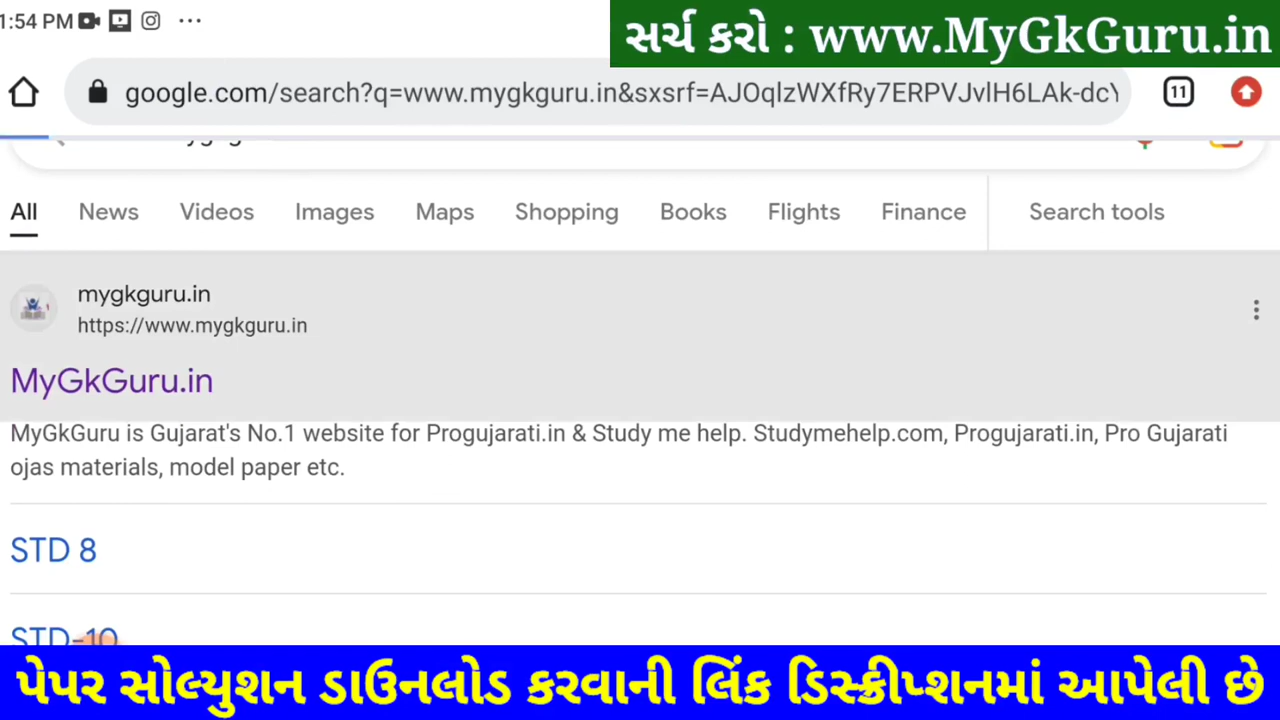 1:54 PM
સર્ચ કરો : www.MyGkGuru.in
google.com/search?q=www.mygkguru.in&sxsrf=AJOqlzWXfRy7ERPVJvlH6LAk-dcY
11
All News Videos Images Maps Shopping Books Flights Finance Search tools
mygkguru.in
https://www.mygkguru.in
MyGkGuru.in
MyGkGuru is Gujarat's No.1 website for Progujarati.in & Study me help. Studymehelp.com, Progujarati.in, Pro Gujarati
ojas materials, model paper etc.
STD 8
STD-10
પેપર સોલ્યુશન ડાઉનલોડ કરવાની લિંક ડિસ્ક્રીપ્શનમાં આપેલી છે